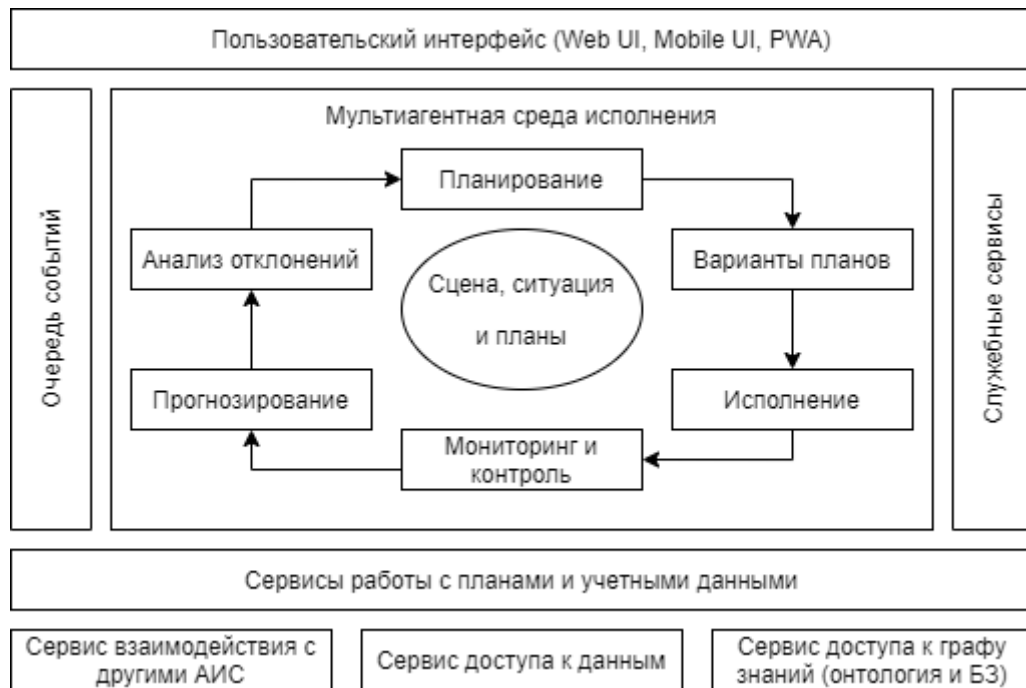 Пользовательский интерфейс (Web UI, Mobile UI, PWA)
Очередь событий
Мультиагентная среда исполнения
Планирование
Анализ отклонений
Сцена, ситуация
и планы
Варианты планов
Прогнозирование
Исполнение
Мониторинг и
контроль
Служебные сервисы
Сервисы работы с планами и учетными данными
Сервис взаимодействия с
другими АИС
Сервис доступа к данным
Сервис доступа к графу
знаний (онтология и БЗ)